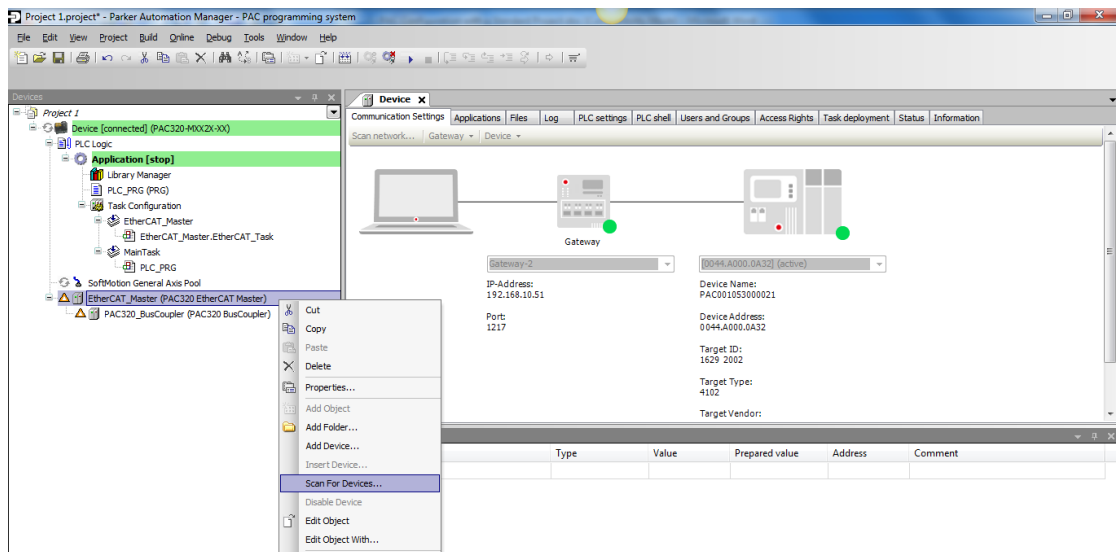 Project 1.project* - Parker Automation Manager - PAC programming system
File Edit View Project Build Online Debug Tools Window Help
Devices
Project 1
Device [connected] (PAC320-MXX2X-XX)
PLC Logic
Application [stop]
Library Manager
PLC_PRG (PRG)
Task Configuration
EtherCAT_Master
EtherCAT_Master.EtherCAT_Task
MainTask
PLC_PRG
SoftMotion General Axis Pool
EtherCAT_Master (PAC320 EtherCAT Master)
PAC320_BusCoupler (PAC320 BusCoupler)
Cut
Copy
Paste
Delete
Properties...
Add Object
Add Folder...
Add Device...
Insert Device...
Scan For Devices...
Disable Device
Edit Object
Edit Object With...
Device
Communication Settings Applications Files Log PLC settings PLC shell Users and Groups Access Rights Task deployment Status Information
Scan network... Gateway Device
Gateway
Gateway-2
IP-Address:
192.168.10.51
Port:
1217
[0044.A000.0A32] (active)
Device Name:
PAC001053000021
Device Address:
0044.A000.0A32
Target ID:
1629 2002
Target Type:
4102
Target Vendor:
Type Value Prepared value Address Comment